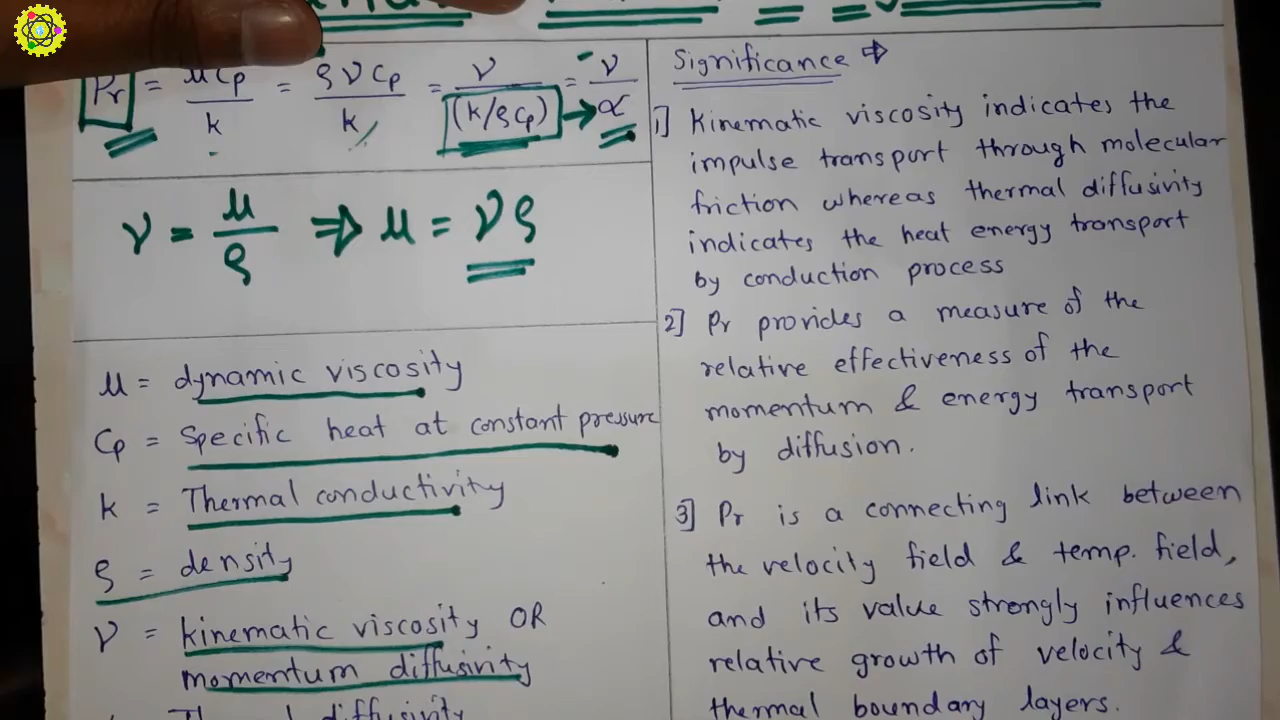 Pr = μCp / k = ρνCp / k = ν / (k/ρCp) → = ν / α
ν = μ / ρ ⇒ μ = νρ
μ = dynamic viscosity
Cp = Specific heat at constant pressure
k = Thermal conductivity
ρ = density
ν = kinematic viscosity OR
momentum diffusivity
Thermal diffusivity
Significance ⇒
1] Kinematic viscosity indicates the
impulse transport through molecular
friction whereas thermal diffusivity
indicates the heat energy transport
by conduction process
2] Pr provides a measure of the
relative effectiveness of the
momentum & energy transport
by diffusion.
3] Pr is a connecting link between
the velocity field & temp. field,
and its value strongly influences
relative growth of velocity &
thermal boundary layers.